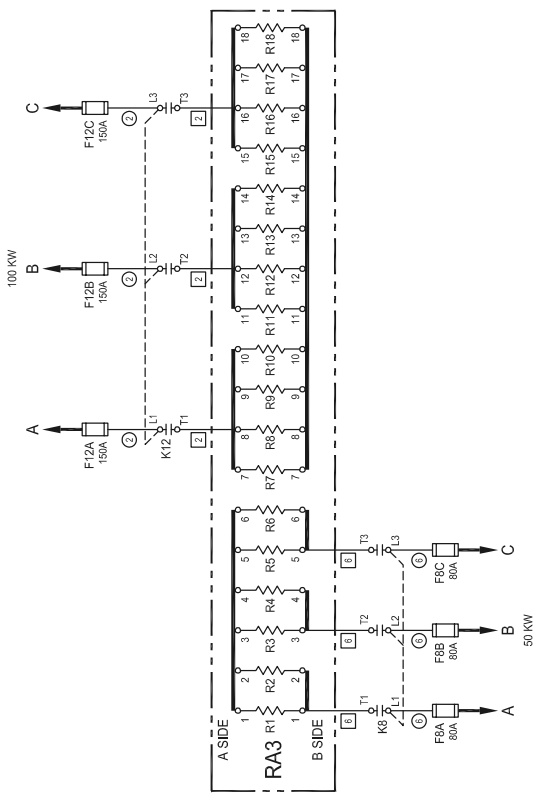 100 KW
A B C
F12A
150A
F12B
150A
F12C
150A
2 2 2
L1 L2 L3
K12
T1 T2 T3
2 2 2
A SIDE
1 2 3 4 5 6 7 8 9 10 11 12 13 14 15 16 17 18
R1 R2 R3 R4 R5 R6 R7 R8 R9 R10 R11 R12 R13 R14 R15 R16 R17 R18
RA3
1 2 3 4 5 6 7 8 9 10 11 12 13 14 15 16 17 18
B SIDE
6 6 6
T1 T2 T3
K8
L1 L2 L3
6 6 6
F8A
80A
F8B
80A
F8C
80A
A B C
50 KW